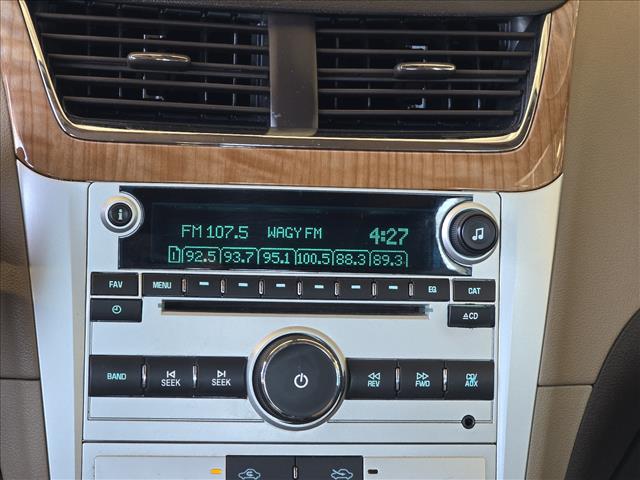 FM 107.5 WAGY FM 4:27
1 92.5 93.7 95.1 100.5 88.3 89.3
FAV MENU EQ CAT
CD
BAND SEEK SEEK REV FWD CD/
AUX